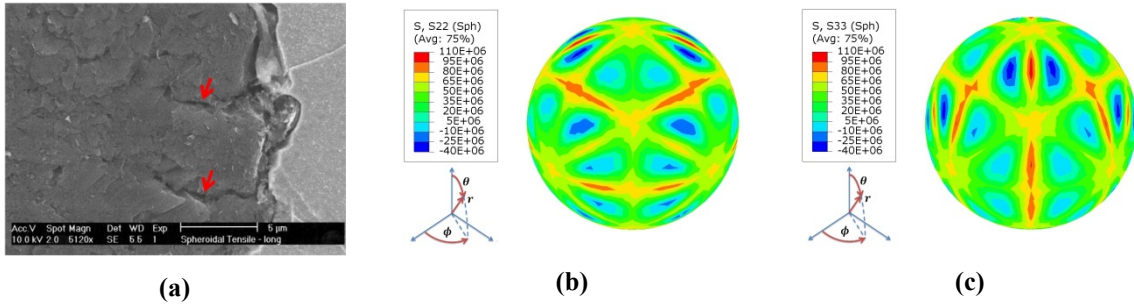 Acc.V Spot Magn Det WD Exp 5 µm
10.0 kV 2.0 5120x SE 5.5 1 Spheroidal Tensile - long
(a)
S, S22 (Sph)
(Avg: 75%)
110E+06
95E+06
80E+06
65E+06
50E+06
35E+06
20E+06
5E+06
-10E+06
-25E+06
-40E+06
θ
r
ϕ
(b)
S, S33 (Sph)
(Avg: 75%)
110E+06
95E+06
80E+06
65E+06
50E+06
35E+06
20E+06
5E+06
-10E+06
-25E+06
-40E+06
θ
r
ϕ
(c)